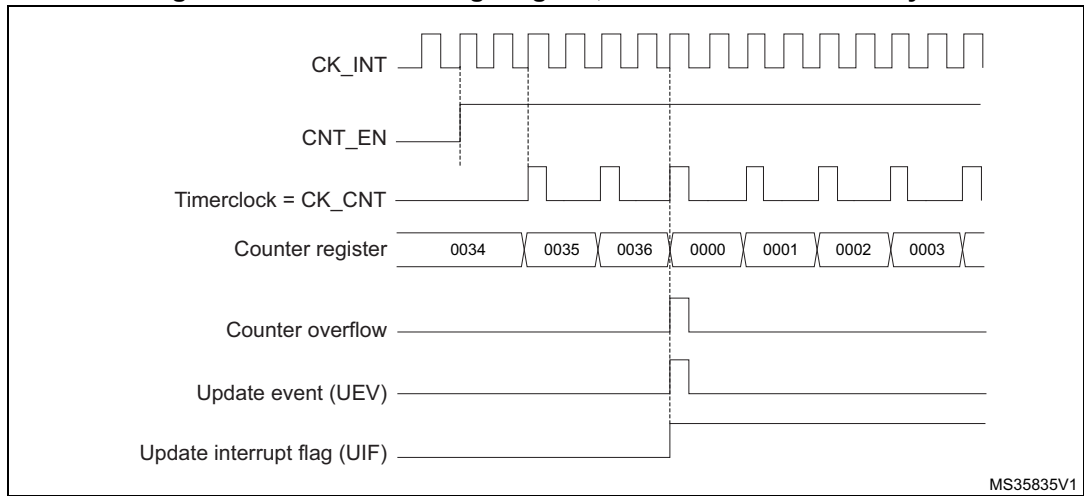 CK_INT
CNT_EN
Timerclock = CK_CNT
Counter register 0034 0035 0036 0000 0001 0002 0003
Counter overflow
Update event (UEV)
Update interrupt flag (UIF)
MS35835V1